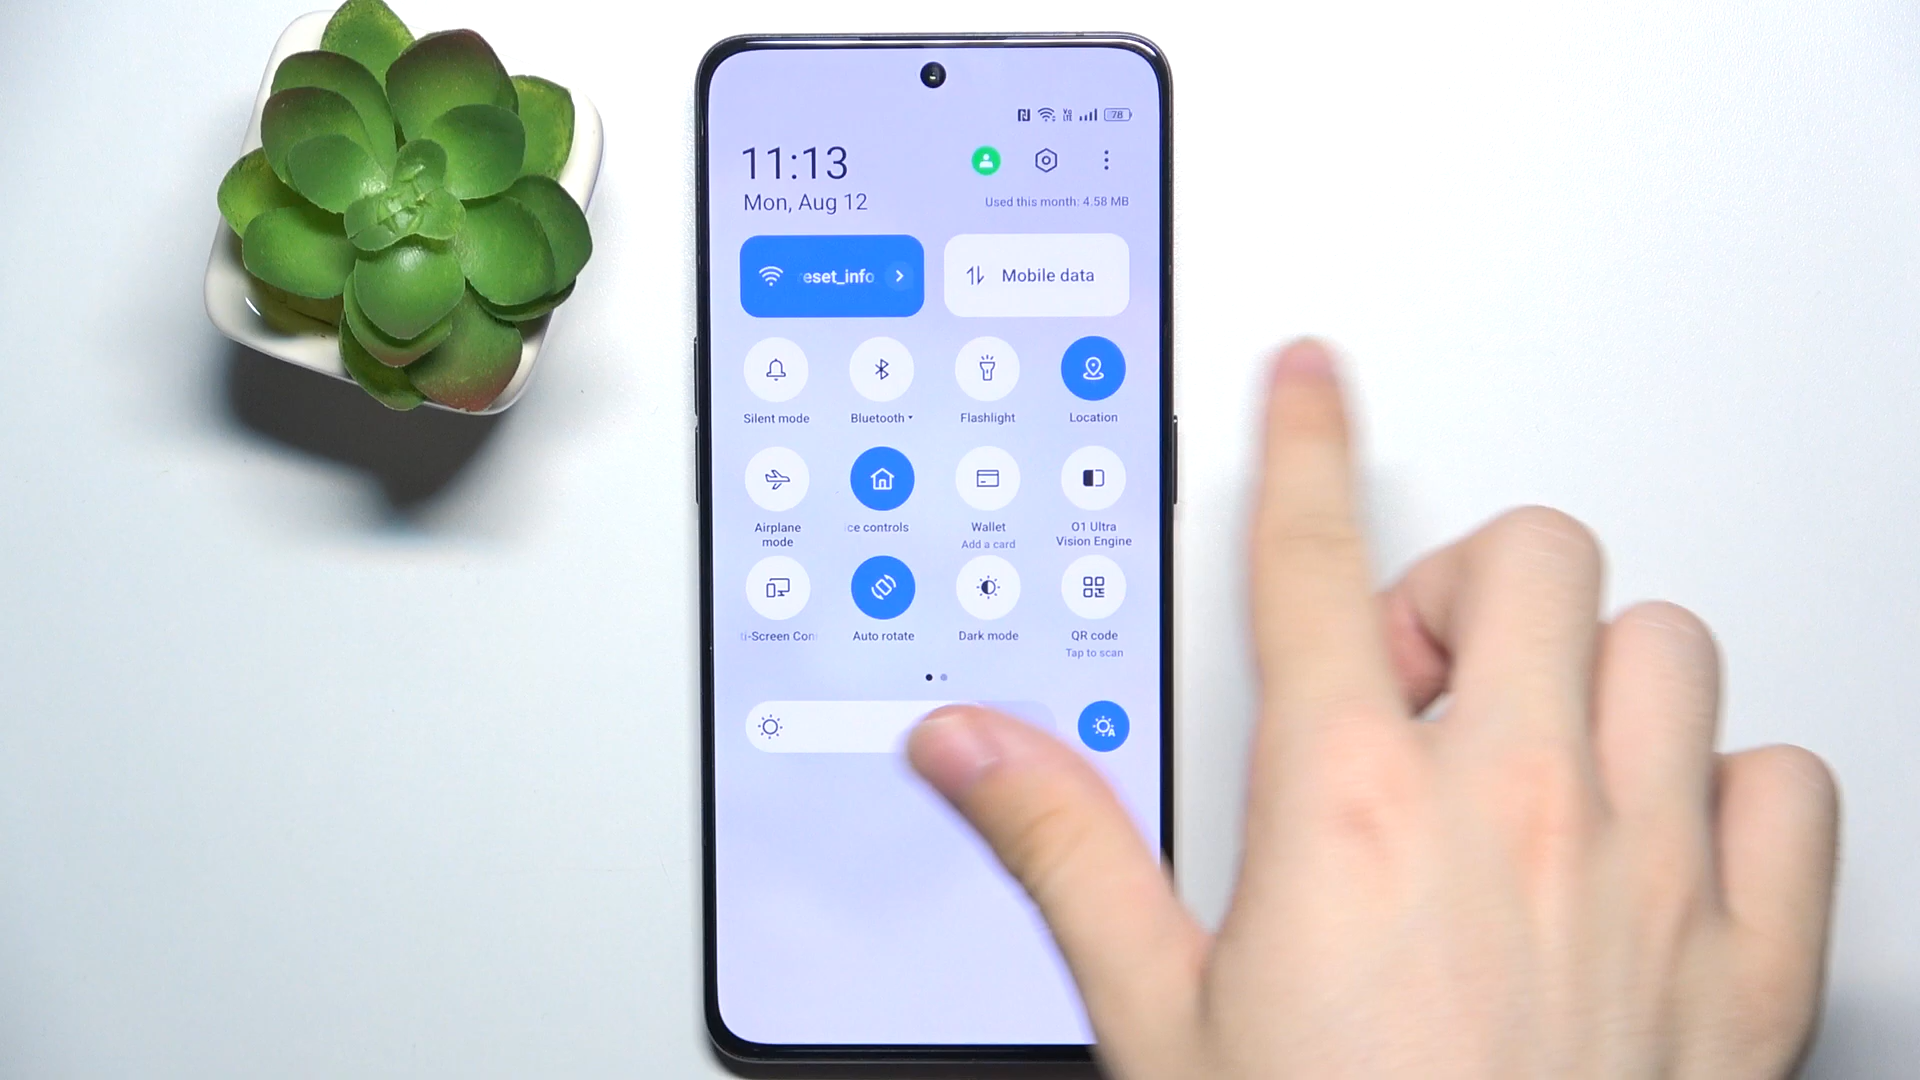 78
11:13
Mon, Aug 12
Used this month: 4.58 MB
eset_info
Mobile data
Silent mode
Bluetooth
Flashlight
Location
Airplane mode
ce controls
Wallet
Add a card
O1 Ultra Vision Engine
i-Screen Con
Auto rotate
Dark mode
QR code
Tap to scan